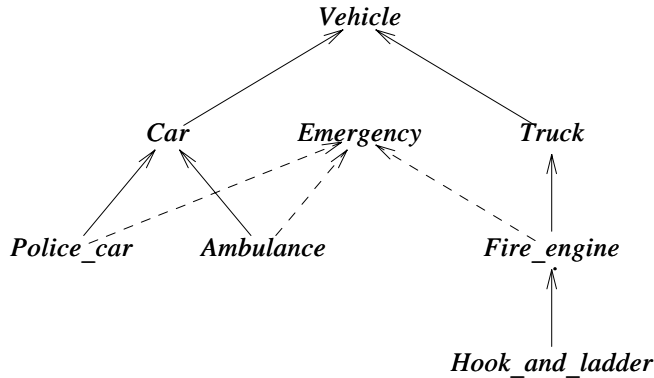 Vehicle
Car Emergency Truck
Police_car Ambulance Fire_engine
Hook_and_ladder